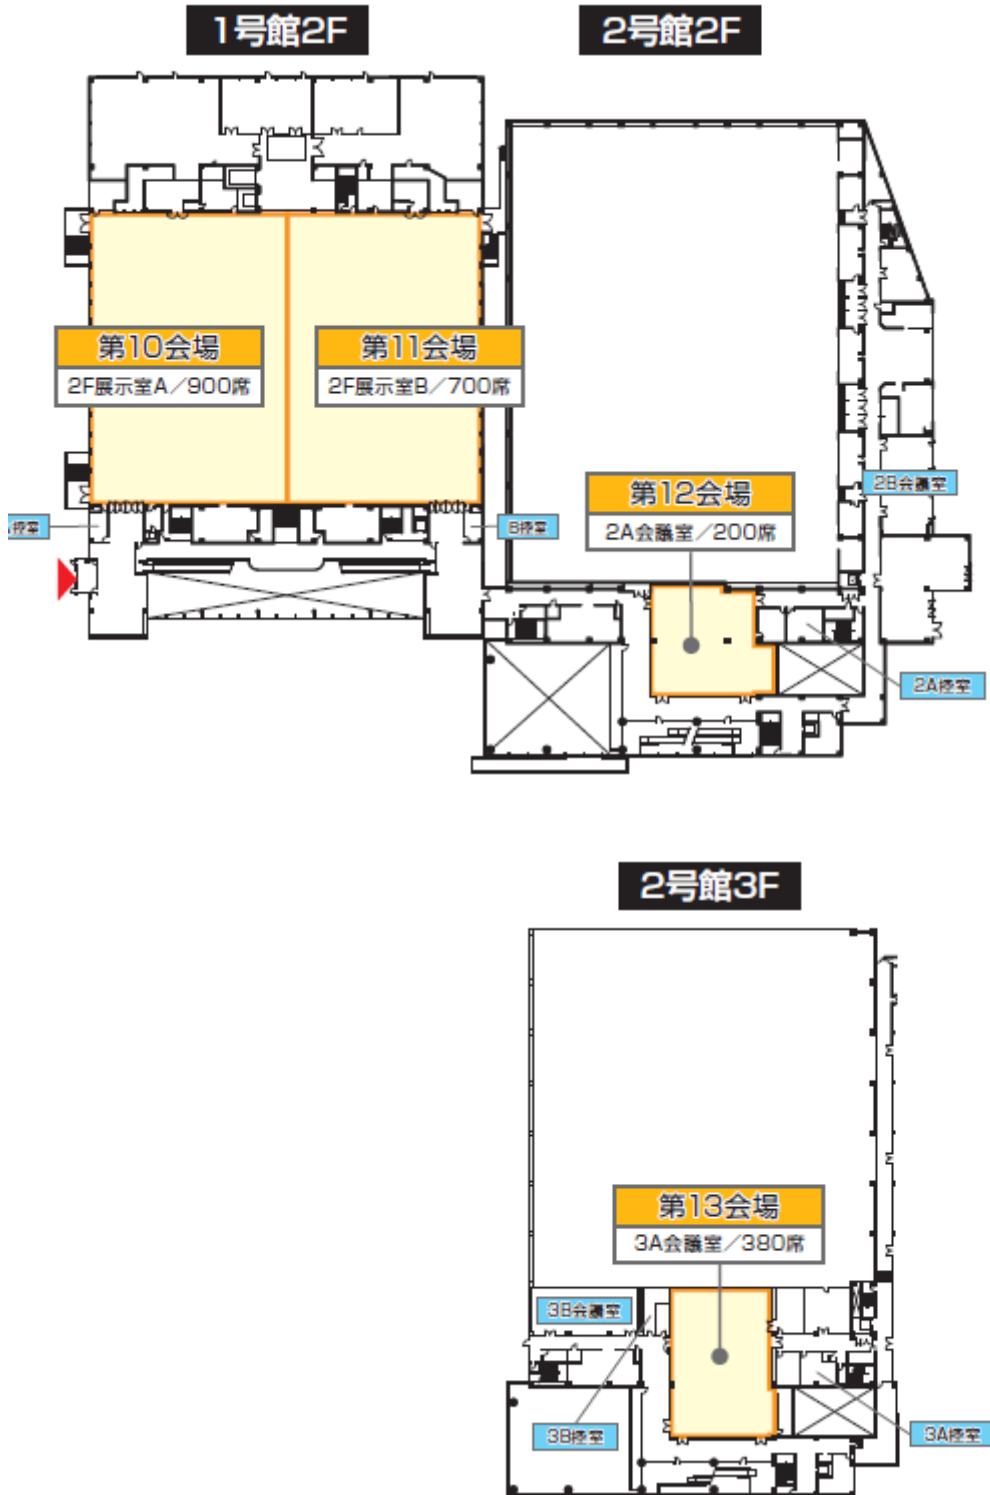 1号館2F
2号館2F
第10会場
2F展示室A／900席
第11会場
2F展示室B／700席
第12会場
2A会議室／200席
2B会議室
控室
B控室
2A控室
2号館3F
第13会場
3A会議室／380席
3B会議室
3B控室
3A控室